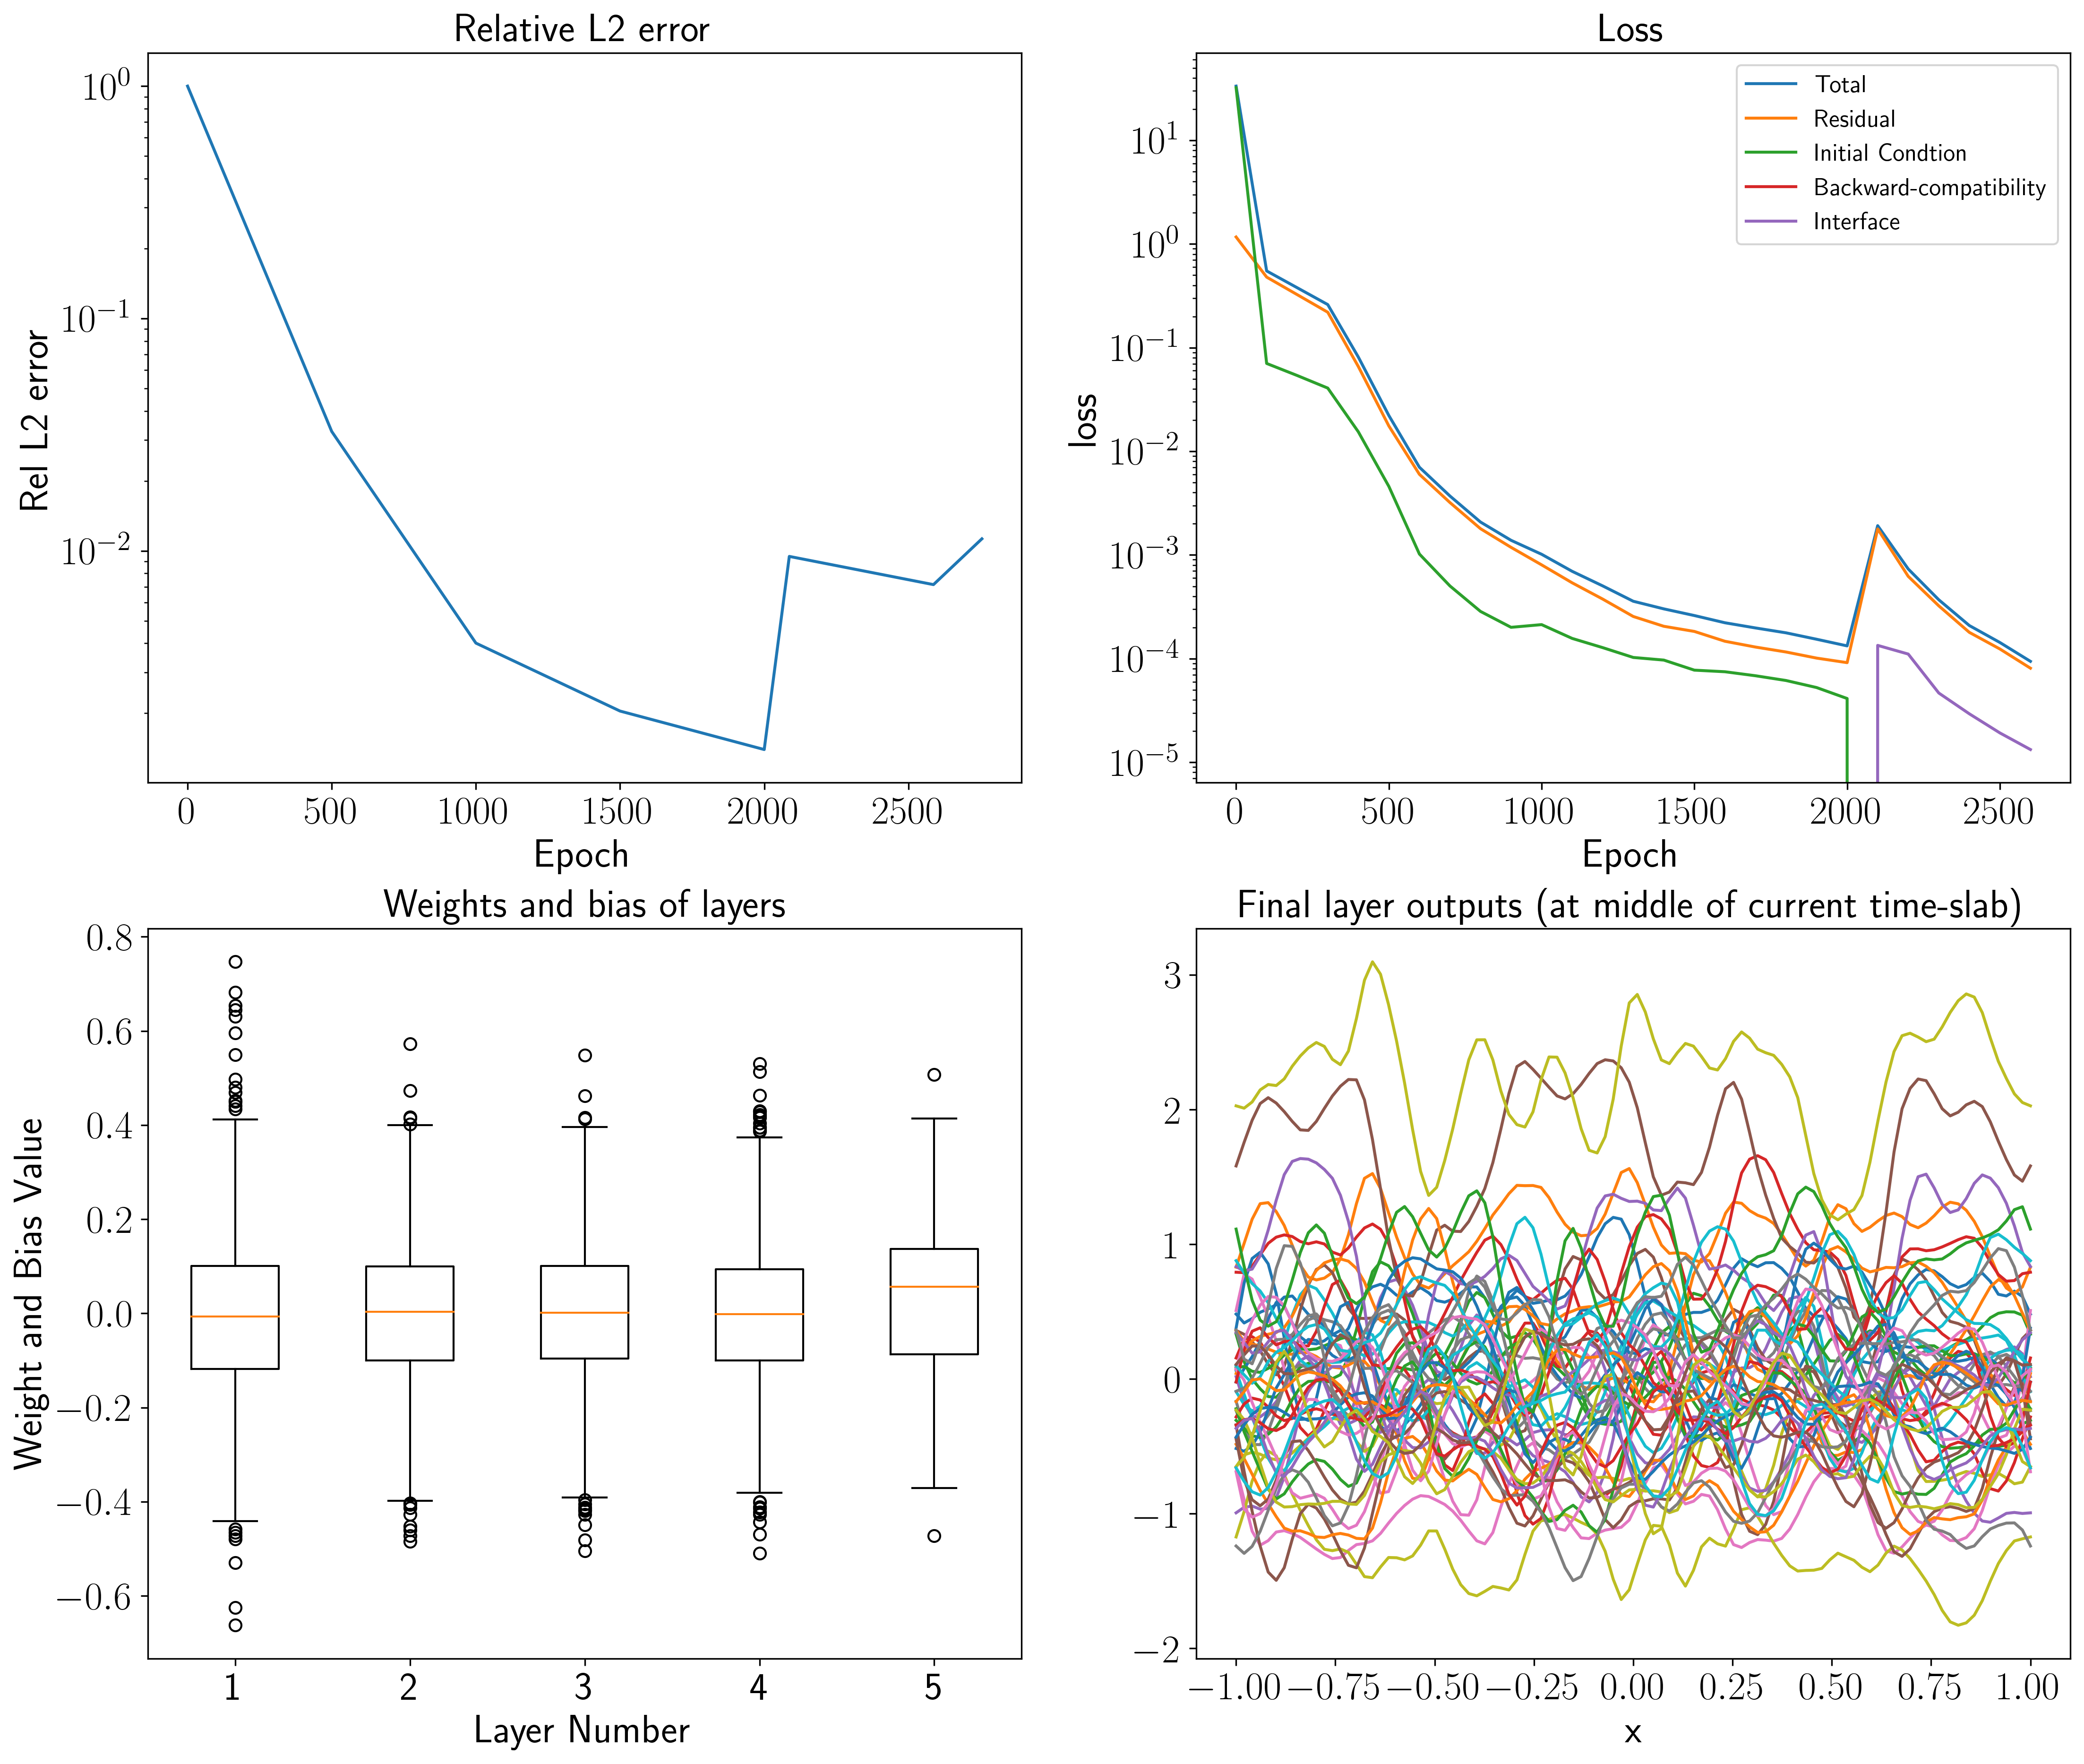 Relative L2 error
10^0
10^-1
10^-2
Rel L2 error
0 500 1000 1500 2000 2500
Epoch
Loss
Total
Residual
Initial Condtion
Backward-compatibility
Interface
10^1
10^0
10^-1
10^-2
10^-3
10^-4
10^-5
loss
0 500 1000 1500 2000 2500
Epoch
Weights and bias of layers
0.8
0.6
0.4
0.2
0.0
−0.2
−0.4
−0.6
Weight and Bias Value
1 2 3 4 5
Layer Number
Final layer outputs (at middle of current time-slab)
3
2
1
0
−1
−2
−1.00 −0.75 −0.50 −0.25 0.00 0.25 0.50 0.75 1.00
x